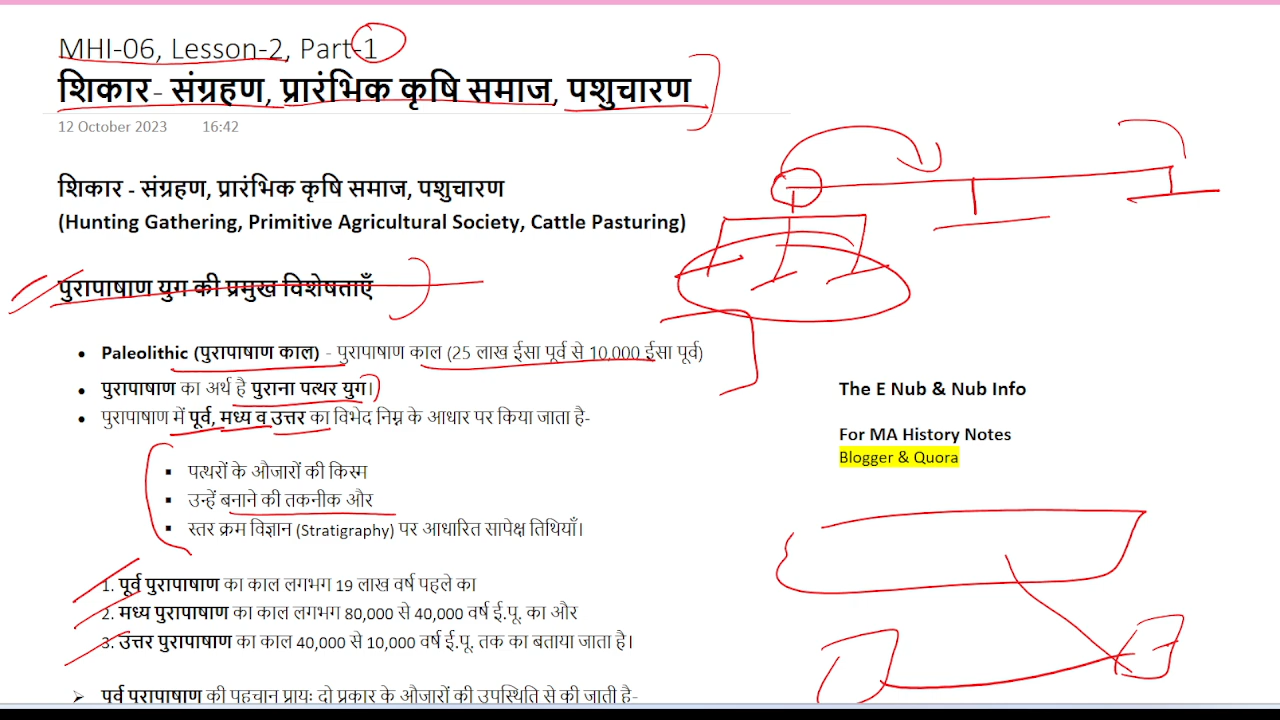 MHI-06, Lesson-2, Part-1
शिकार- संग्रहण, प्रारंभिक कृषि समाज, पशुचारण
12 October 2023 16:42
शिकार - संग्रहण, प्रारंभिक कृषि समाज, पशुचारण
(Hunting Gathering, Primitive Agricultural Society, Cattle Pasturing)
पुरापाषाण युग की प्रमुख विशेषताएँ
• Paleolithic (पुरापाषाण काल) - पुरापाषाण काल (25 लाख ईसा पूर्व से 10,000 ईसा पूर्व)
• पुरापाषाण का अर्थ है पुराना पत्थर युग।
• पुरापाषाण में पूर्व, मध्य व उत्तर का विभेद निम्न के आधार पर किया जाता है-
▪ पत्थरों के औजारों की किस्म
▪ उन्हें बनाने की तकनीक और
▪ स्तर क्रम विज्ञान (Stratigraphy) पर आधारित सापेक्ष तिथियाँ।
1. पूर्व पुरापाषाण का काल लगभग 19 लाख वर्ष पहले का
2. मध्य पुरापाषाण का काल लगभग 80,000 से 40,000 वर्ष ई.पू. का और
3. उत्तर पुरापाषाण का काल 40,000 से 10,000 वर्ष ई.पू. तक का बताया जाता है।
➢ पूर्व पुरापाषाण की पहचान प्रायः दो प्रकार के औजारों की उपस्थिति से की जाती है-
The E Nub & Nub Info
For MA History Notes
Blogger & Quora